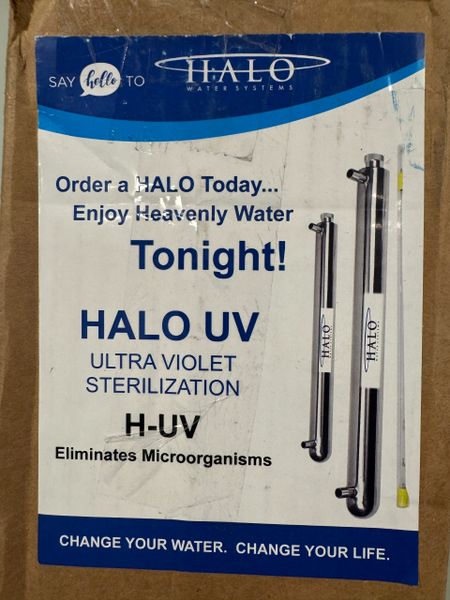 SAY hello TO
HALO
WATER SYSTEMS
Order a HALO Today...
Enjoy Heavenly Water
Tonight!
HALO UV
ULTRA VIOLET
STERILIZATION
H-UV
Eliminates Microorganisms
HALO
HALO
CHANGE YOUR WATER. CHANGE YOUR LIFE.